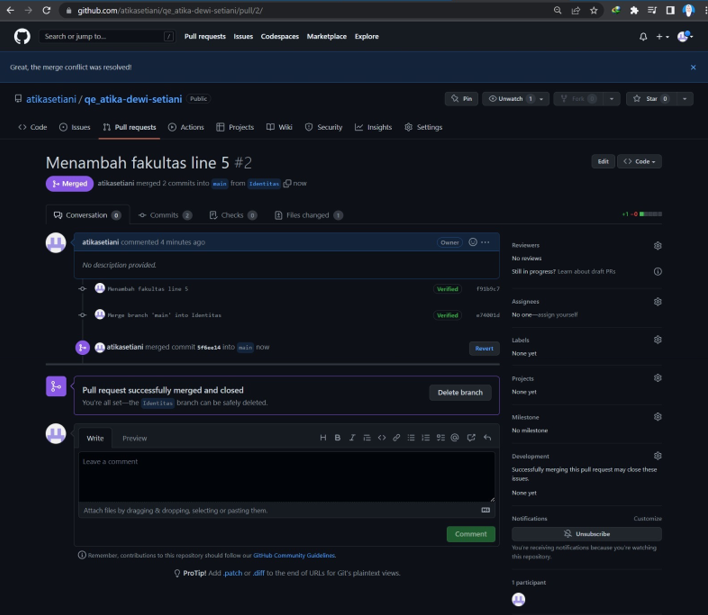 github.com/atikasetiani/qe_atika-dewi-setiani/pull/2/
Search or jump to... / Pull requests Issues Codespaces Marketplace Explore
Great, the merge conflict was resolved!
atikasetiani / qe_atika-dewi-setiani Public Pin Unwatch 1 Fork 0 Star 0
Code Issues Pull requests Actions Projects Wiki Security Insights Settings
Menambah fakultas line 5 #2 Edit Code
Merged atikasetiani merged 2 commits into main from Identitas now
Conversation 0 Commits 2 Checks 0 Files changed 1 +1 −0
atikasetiani commented 4 minutes ago Owner
No description provided.
Menambah fakultas line 5 Verified f93b9c7
Merge branch 'main' into Identitas Verified e74001d
atikasetiani merged commit 5f6ee14 into main now Revert
Pull request successfully merged and closed
You're all set—the Identitas branch can be safely deleted.
Delete branch
Write Preview
Leave a comment
Attach files by dragging & dropping, selecting or pasting them.
Comment
Remember, contributions to this repository should follow our GitHub Community Guidelines.
ProTip! Add .patch or .diff to the end of URLs for Git's plaintext views.
Reviewers
No reviews
Still in progress? Learn about draft PRs
Assignees
No one—assign yourself
Labels
None yet
Projects
None yet
Milestone
No milestone
Development
Successfully merging this pull request may close these
issues.
None yet
Notifications Customize
Unsubscribe
You're receiving notifications because you're watching
this repository.
1 participant